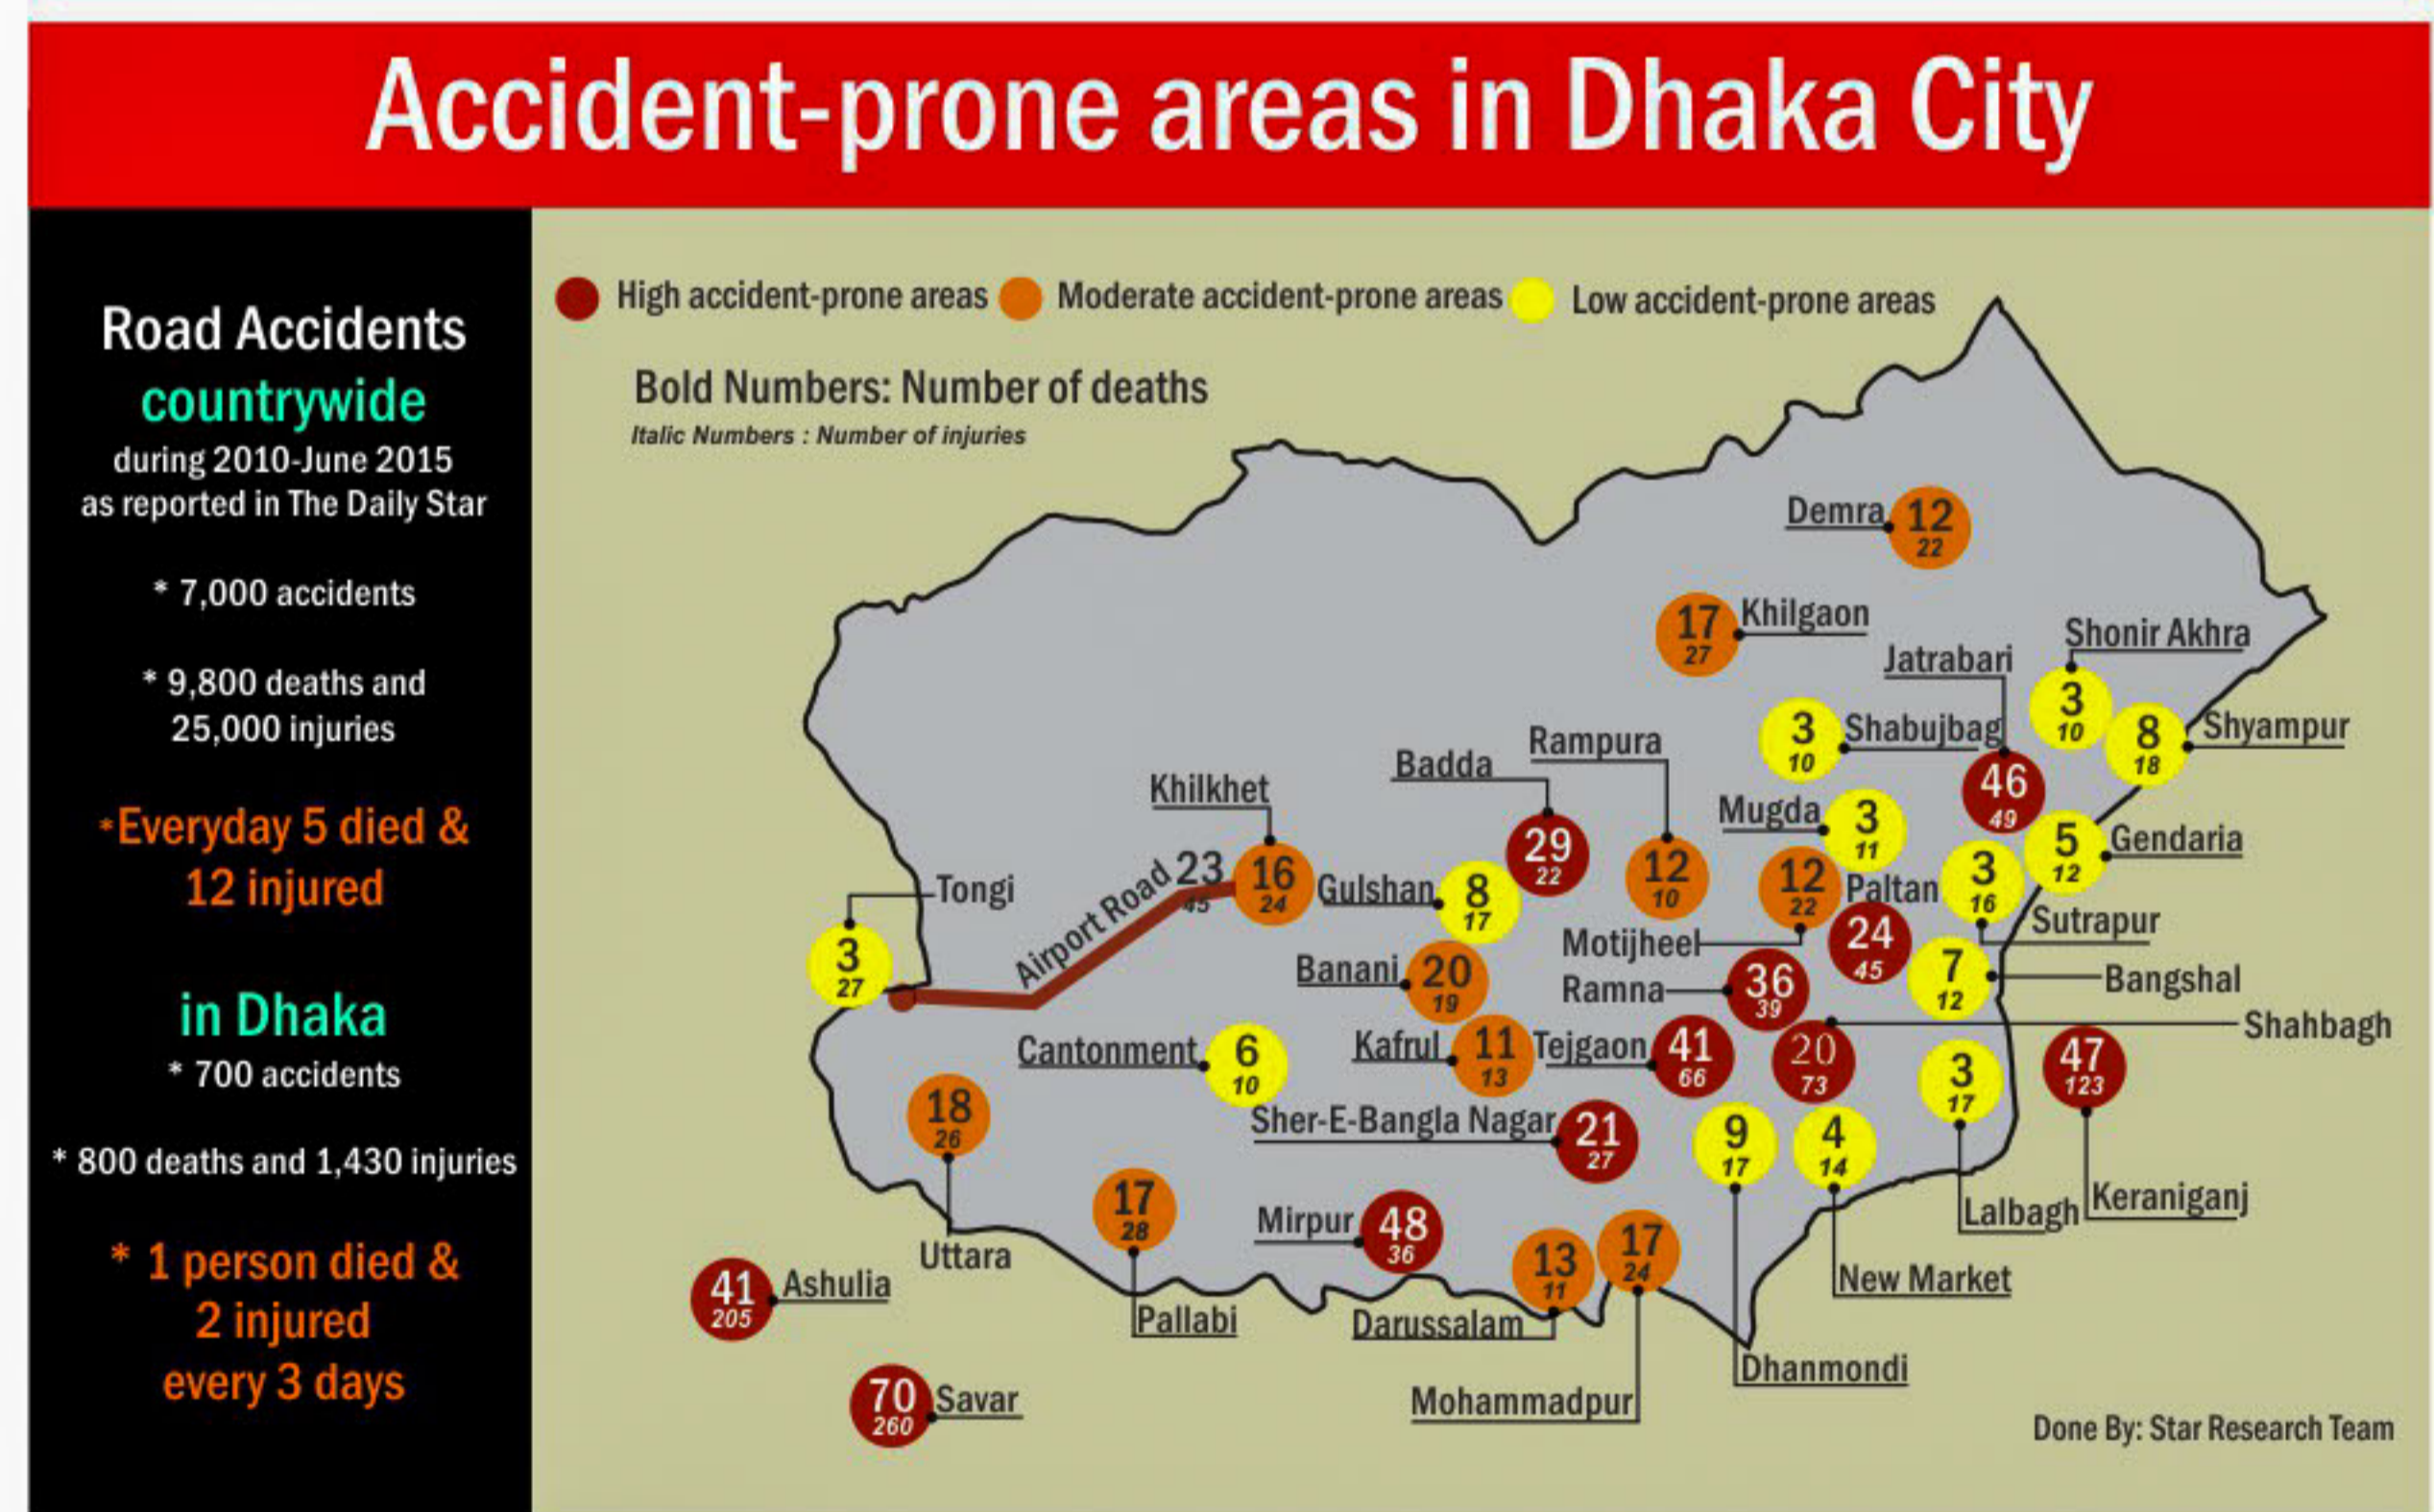 Accident-prone areas in Dhaka City
Road Accidents
countrywide
during 2010-June 2015
as reported in The Daily Star
* 7,000 accidents
* 9,800 deaths and
25,000 injuries
*Everyday 5 died &
12 injured
in Dhaka
* 700 accidents
* 800 deaths and 1,430 injuries
* 1 person died &
2 injured
every 3 days
High accident-prone areas
Moderate accident-prone areas
Low accident-prone areas
Bold Numbers: Number of deaths
Italic Numbers : Number of injuries
Demra
12
22
17
27
Khilgaon
Shonir Akhra
3
10
Jatrabari
46
49
3
10
Shabujbag
8
18
Shyampur
Rampura
12
10
Badda
29
22
Khilkhet
16
24
Mugda
3
11
5
12
Gendaria
Airport Road 23
45
Gulshan
8
17
12
22
Motijheel
Paltan
24
45
3
16
Sutrapur
Tongi
3
27
Banani
20
19
Ramna
36
39
7
12
Bangshal
Shahbagh
20
73
Cantonment
6
10
Kafrul
11
13
Tejgaon
41
66
3
17
Lalbagh
47
123
Keraniganj
18
26
Uttara
Sher-E-Bangla Nagar
21
27
9
17
Dhanmondi
4
14
New Market
17
28
Pallabi
Mirpur
48
36
13
11
Darussalam
17
24
Mohammadpur
41
205
Ashulia
70
260
Savar
Done By: Star Research Team